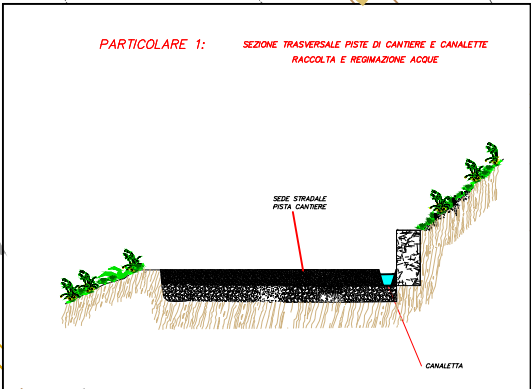 PARTICOLARE 1:
SEZIONE TRASVERSALE PISTE DI CANTIERE E CANALETTE
RACCOLTA E REGIMAZIONE ACQUE
SEDE STRADALE
PISTA CANTIERE
CANALETTA